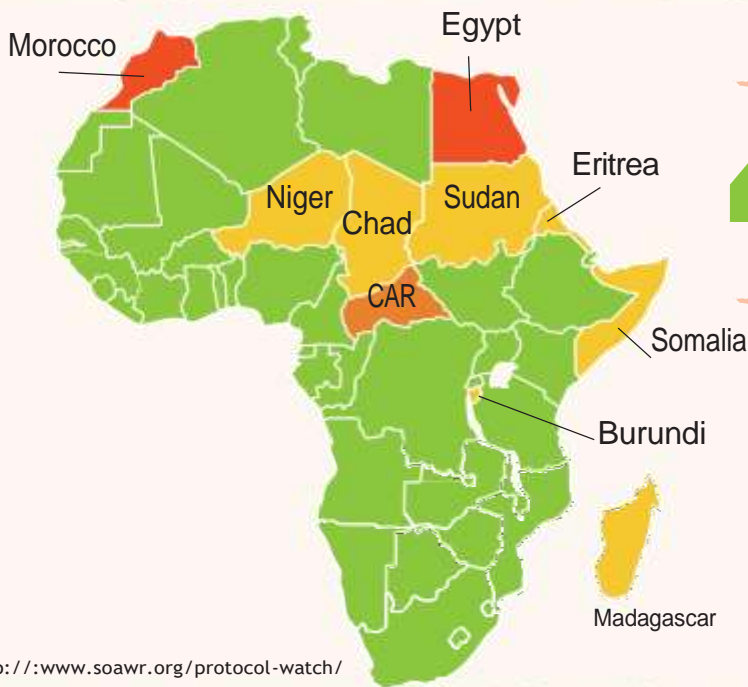 Morocco
Egypt
Eritrea
Niger
Chad
Sudan
CAR
Somalia
Burundi
Madagascar
p://:www.soawr.org/protocol-watch/